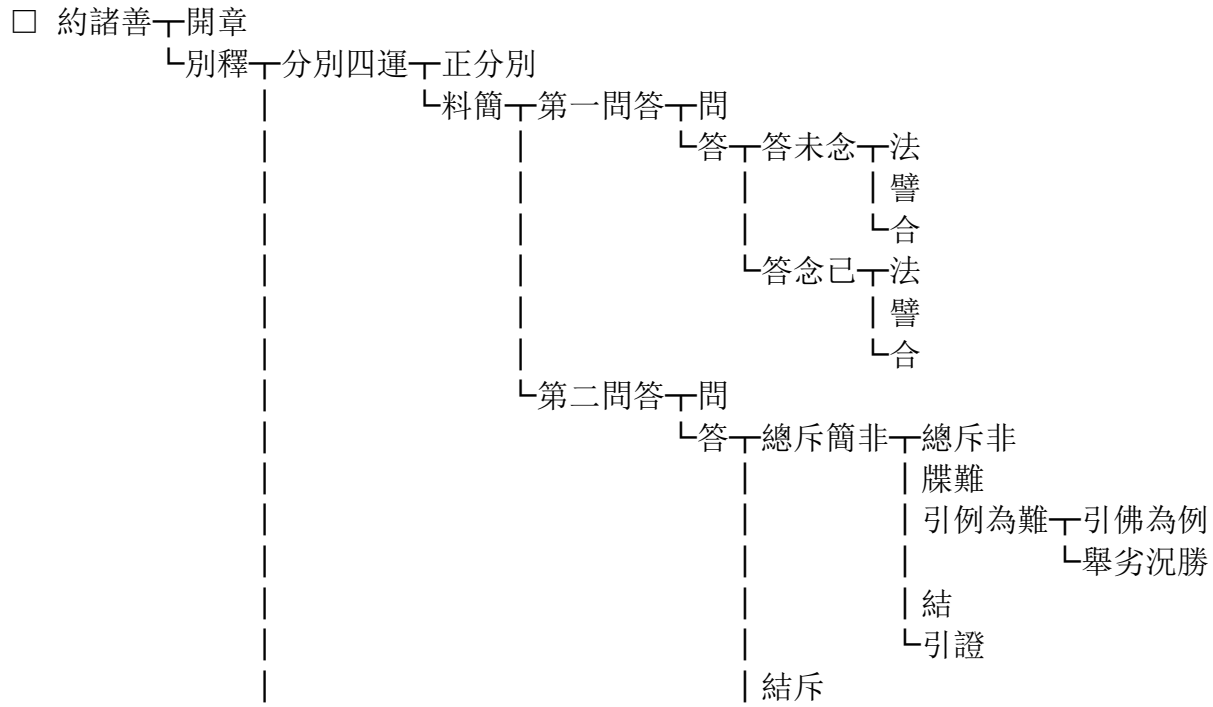 □ 約諸善┬開章
└別釋┬分別四運┬正分別
│ └料簡┬第一問答┬問
│ │ └答┬答未念┬法
│ │ │ │譬
│ │ │ └合
│ │ └答念已┬法
│ │ │譬
│ │ └合
│ └第二問答┬問
│ └答┬總斥簡非┬總斥非
│ │ │牒難
│ │ │引例為難┬引佛為例
│ │ │ └舉劣況勝
│ │ │結
│ │ └引證
│ │結斥